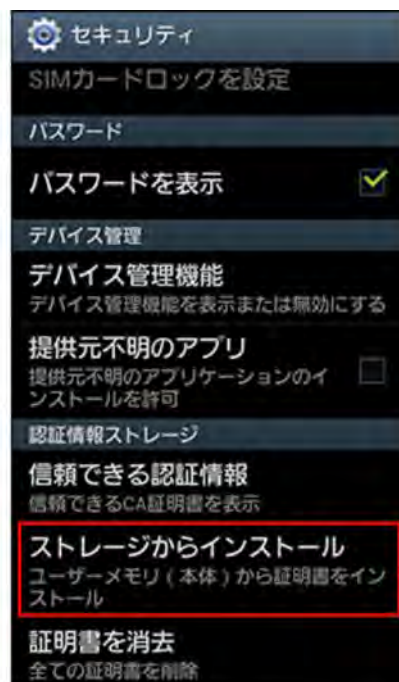 セキュリティ
SIMカードロックを設定
パスワード
パスワードを表示
デバイス管理
デバイス管理機能
デバイス管理機能を表示または無効にする
提供元不明のアプリ
提供元不明のアプリケーションのイ
ンストールを許可
認証情報ストレージ
信頼できる認証情報
信頼できるCA証明書を表示
ストレージからインストール
ユーザーメモリ(本体)から証明書をイン
ストール
証明書を消去
全ての証明書を削除